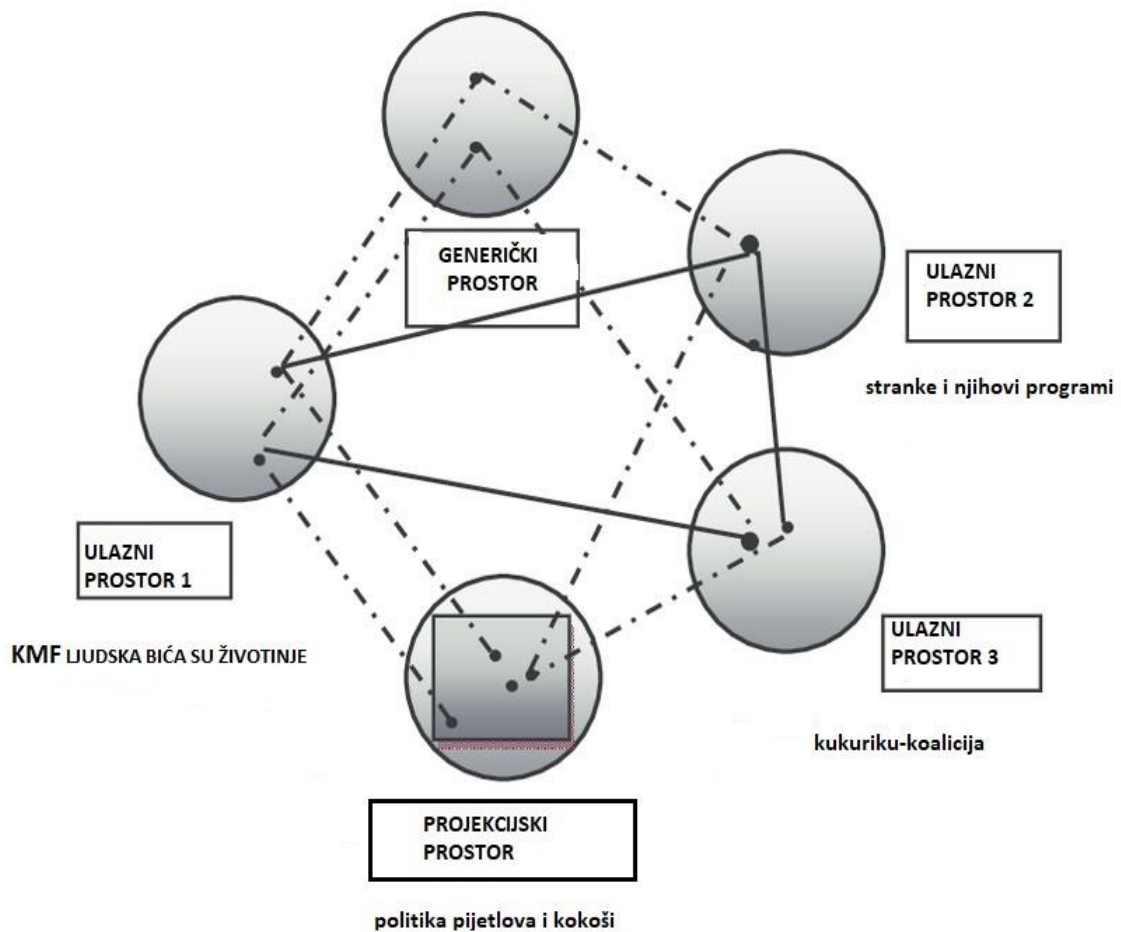 GENERIČKI
PROSTOR
ULAZNI
PROSTOR 2
stranke i njihovi programi
ULAZNI
PROSTOR 1
KMF LJUDSKA BIĆA SU ŽIVOTINJE
ULAZNI
PROSTOR 3
kukuriku-koalicija
PROJEKCIJSKI
PROSTOR
politika pijetlova i kokoši